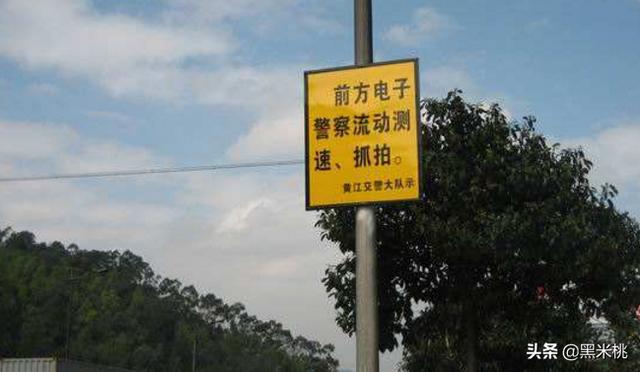 前方电子
警察流动测
速、抓拍。
黄江交警大队示
头条 @黑米桃